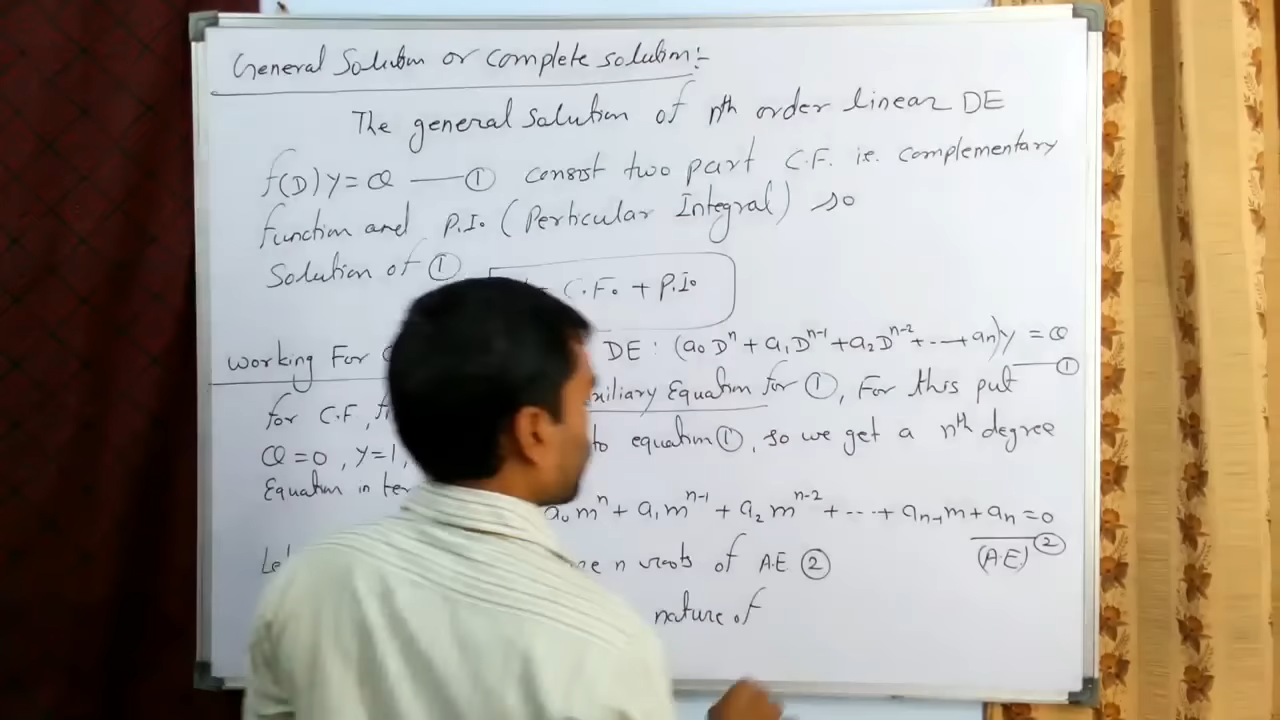 General Solution or complete solution:-
The general solution of nth order linear DE
f(D)y = Q —— ① consist two part C.F. i.e. complementary
function and P.I. (Perticular Integral) so
Solution of ①
C.F. + P.I.
Working For DE : (a₀Dⁿ + a₁Dⁿ⁻¹ + a₂Dⁿ⁻² + ... + aₙ)y = Q —— ①
for C.F, xiliary Equation for ①, For this put
Q = 0, y = 1, to equation ①, so we get a nth degree
Equation in
a₀mⁿ + a₁mⁿ⁻¹ + a₂mⁿ⁻² + ... + aₙ₋₁m + aₙ = 0 —— ②
(A.E)
n roots of A.E. ②
nature of